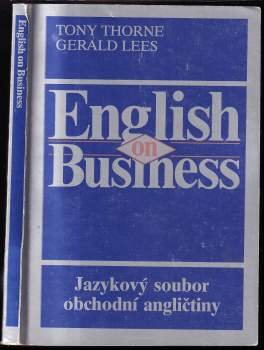 English on Business
TONY THORNE
GERALD LEES
English
on
Business
Jazykový soubor
obchodní angličtiny